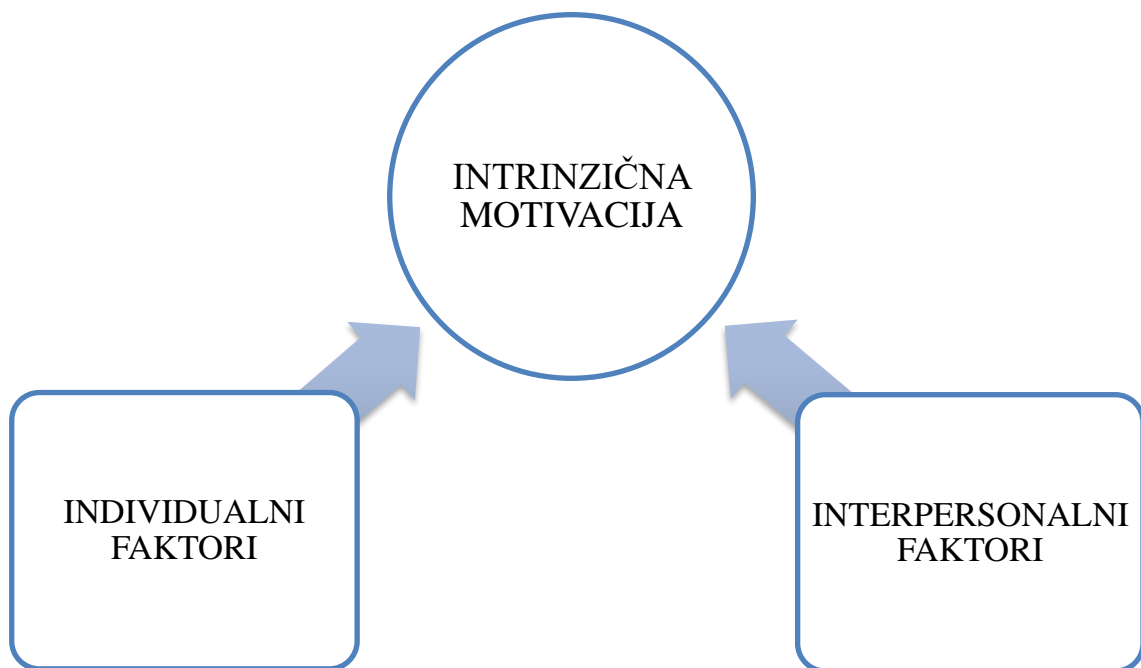 INTRINZIČNA
MOTIVACIJA
INDIVIDUALNI
FAKTORI
INTERPERSONALNI
FAKTORI